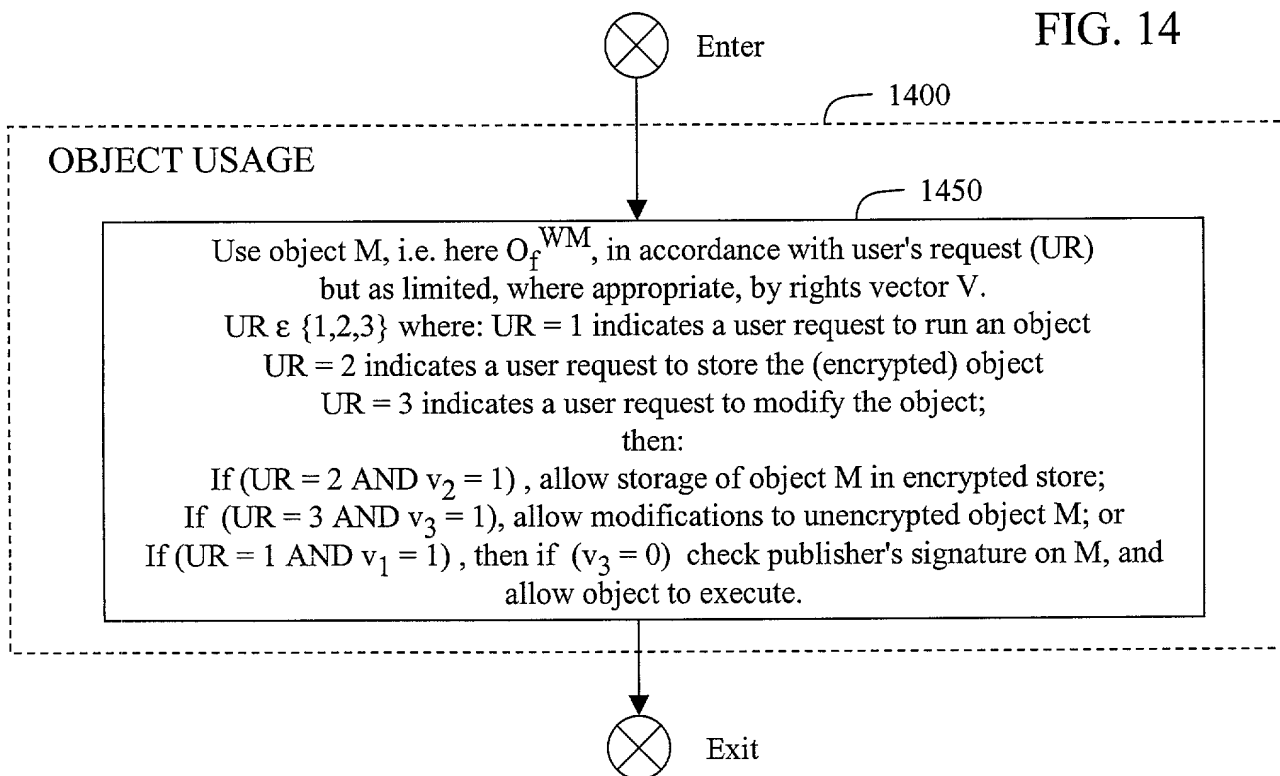 FIG. 14
Enter
1400
OBJECT USAGE
1450
Use object M, i.e. here O_f^WM, in accordance with user's request (UR)
but as limited, where appropriate, by rights vector V.
UR ε {1,2,3} where: UR = 1 indicates a user request to run an object
UR = 2 indicates a user request to store the (encrypted) object
UR = 3 indicates a user request to modify the object;
then:
If (UR = 2 AND v_2 = 1) , allow storage of object M in encrypted store;
If (UR = 3 AND v_3 = 1), allow modifications to unencrypted object M; or
If (UR = 1 AND v_1 = 1) , then if (v_3 = 0) check publisher's signature on M, and
allow object to execute.
Exit